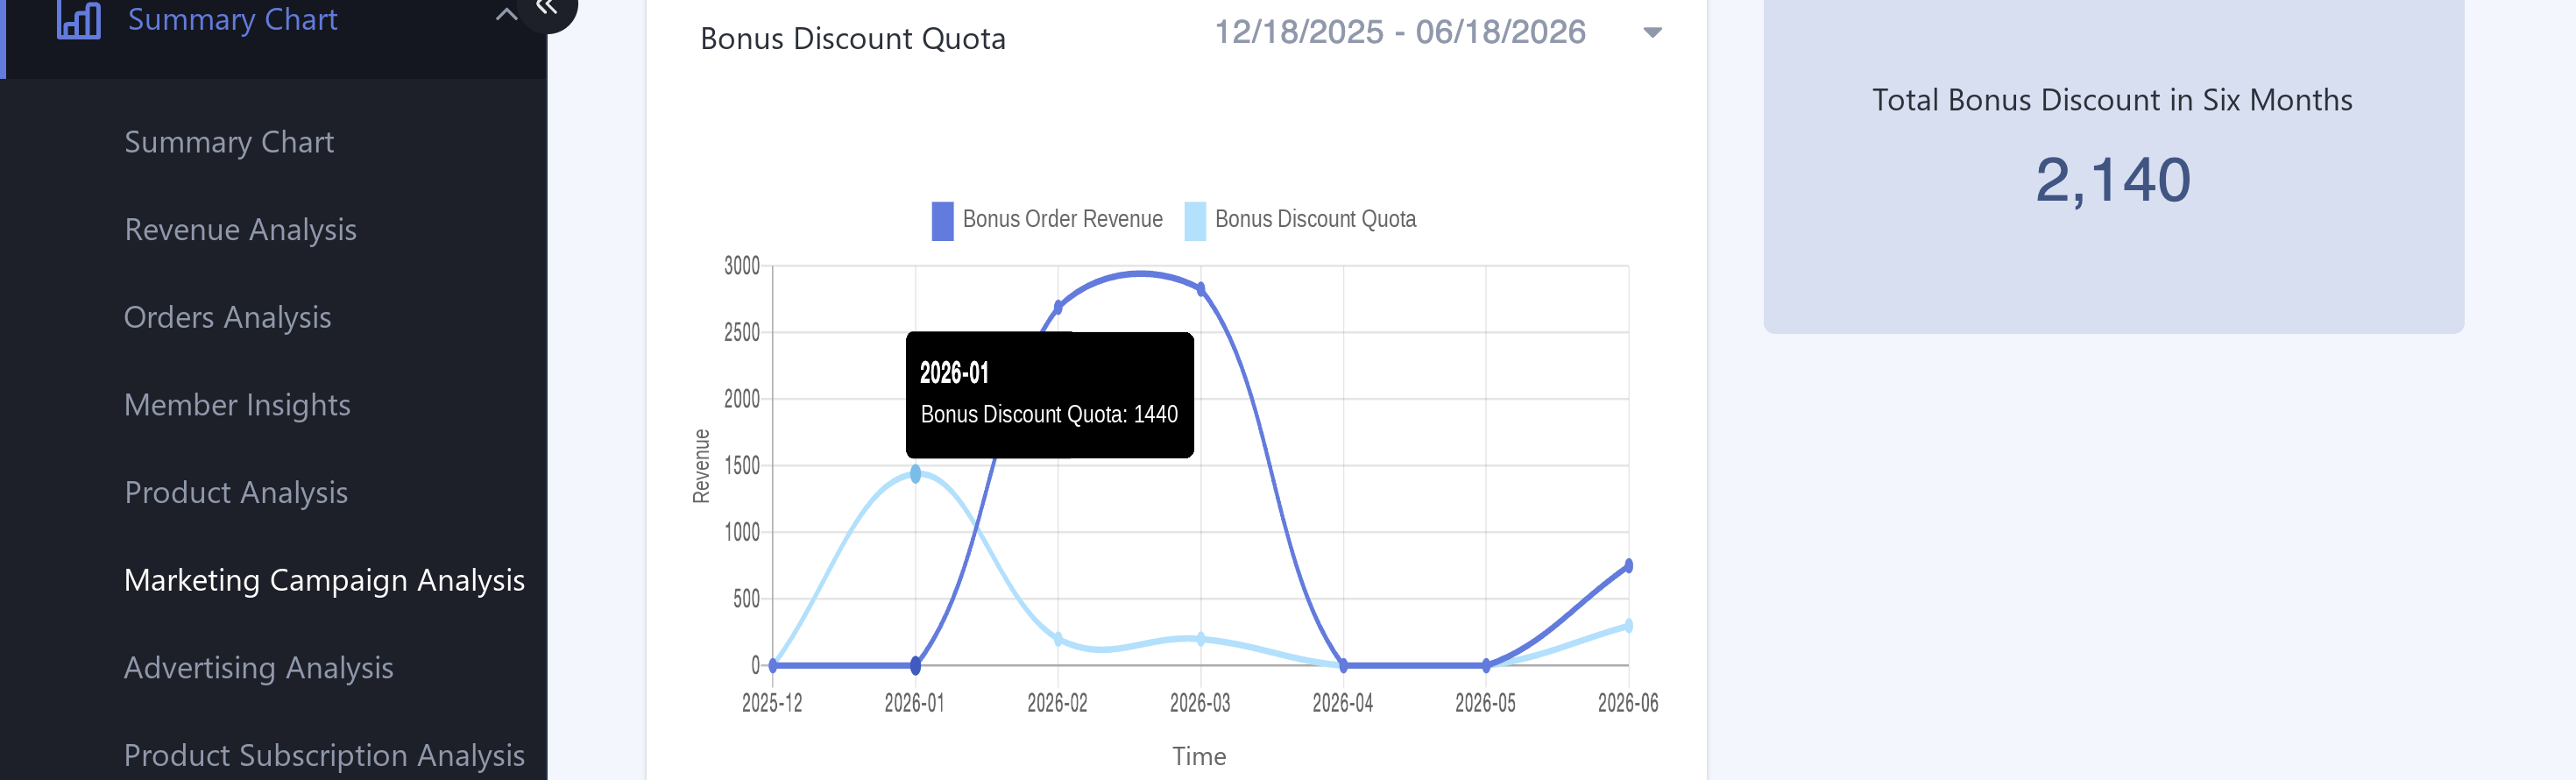 Summary Chart
Summary Chart
Revenue Analysis
Orders Analysis
Member Insights
Product Analysis
Marketing Campaign Analysis
Advertising Analysis
Product Subscription Analysis
Bonus Discount Quota
12/18/2025 - 06/18/2026
Bonus Order Revenue
Bonus Discount Quota
3000
2500
2000
1500
1000
500
0
Revenue
2026-01
Bonus Discount Quota: 1440
2025-12
2026-01
2026-02
2026-03
2026-04
2026-05
2026-06
Time
Total Bonus Discount in Six Months
2,140